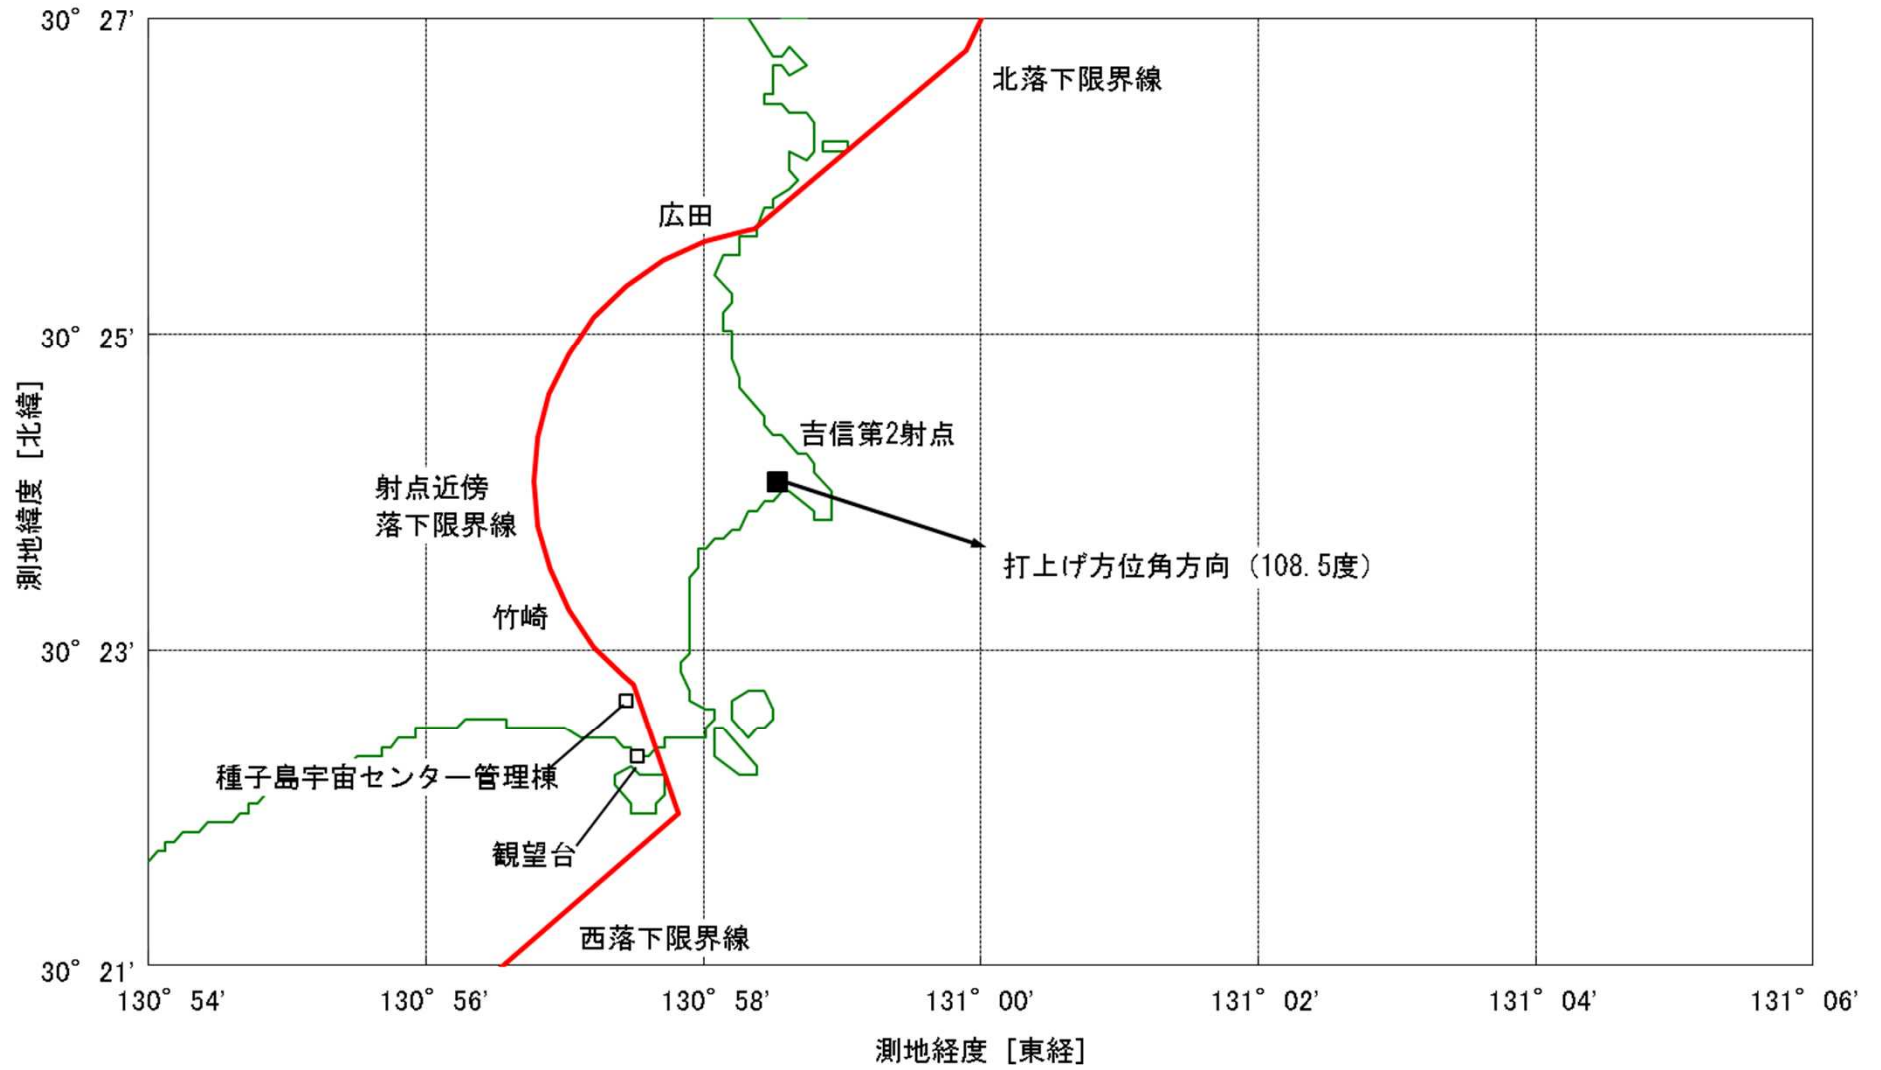 30° 27'
北落下限界線
広田
30° 25'
吉信第2射点
射点近傍
落下限界線
打上げ方位角方向 (108.5度)
竹崎
30° 23'
種子島宇宙センター管理棟
観望台
西落下限界線
30° 21'
測地緯度 [北緯]
130° 54' 130° 56' 130° 58' 131° 00' 131° 02' 131° 04' 131° 06'
測地経度 [東経]